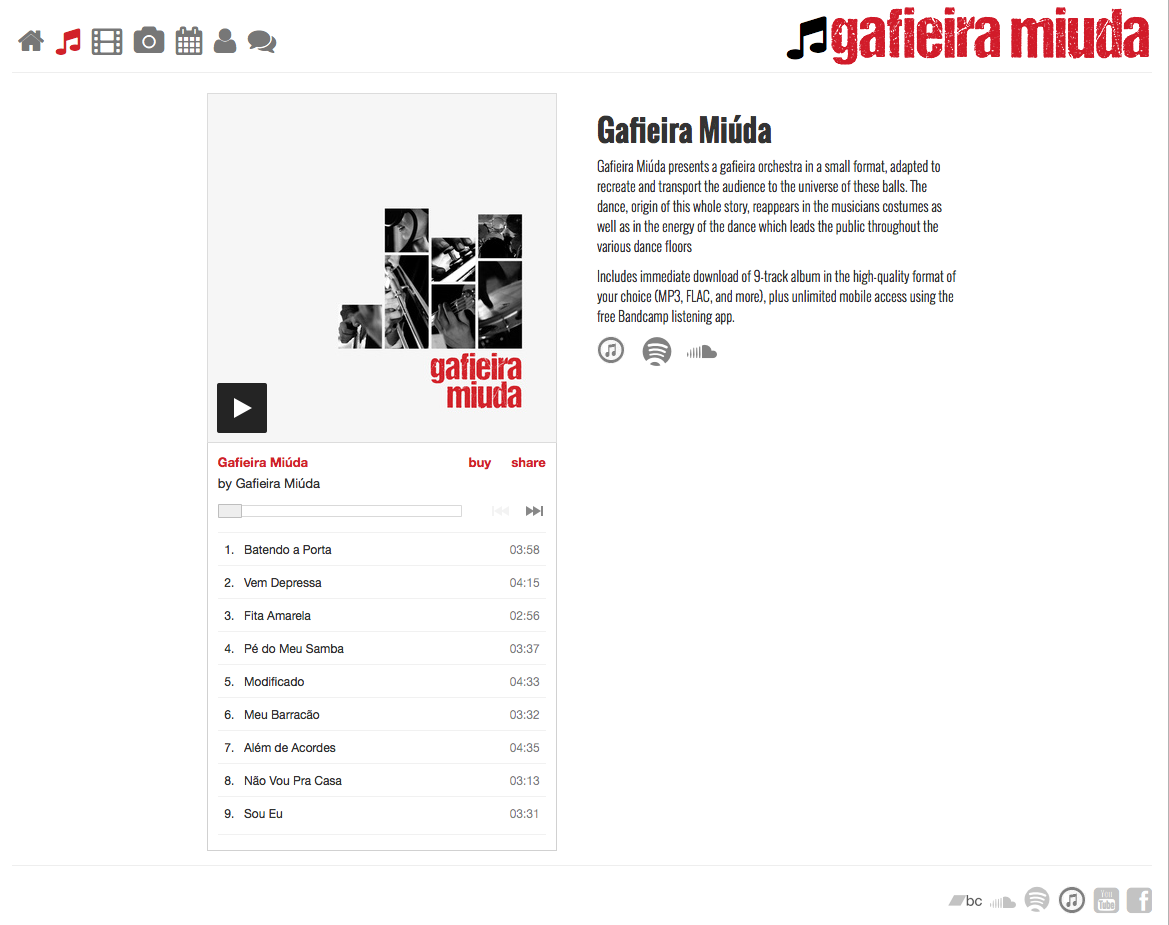 gafieira miuda
gafieira
miuda
Gafieira Miúda
buy
share
by Gafieira Miúda
1. Batendo a Porta 03:58
2. Vem Depressa 04:15
3. Fita Amarela 02:56
4. Pé do Meu Samba 03:37
5. Modificado 04:33
6. Meu Barracão 03:32
7. Além de Acordes 04:35
8. Não Vou Pra Casa 03:13
9. Sou Eu 03:31
Gafieira Miúda
Gafieira Miúda presents a gafieira orchestra in a small format, adapted to
recreate and transport the audience to the universe of these balls. The
dance, origin of this whole story, reappears in the musicians costumes as
well as in the energy of the dance which leads the public throughout the
various dance floors
Includes immediate download of 9-track album in the high-quality format of
your choice (MP3, FLAC, and more), plus unlimited mobile access using the
free Bandcamp listening app.
bc
You
Tube
f